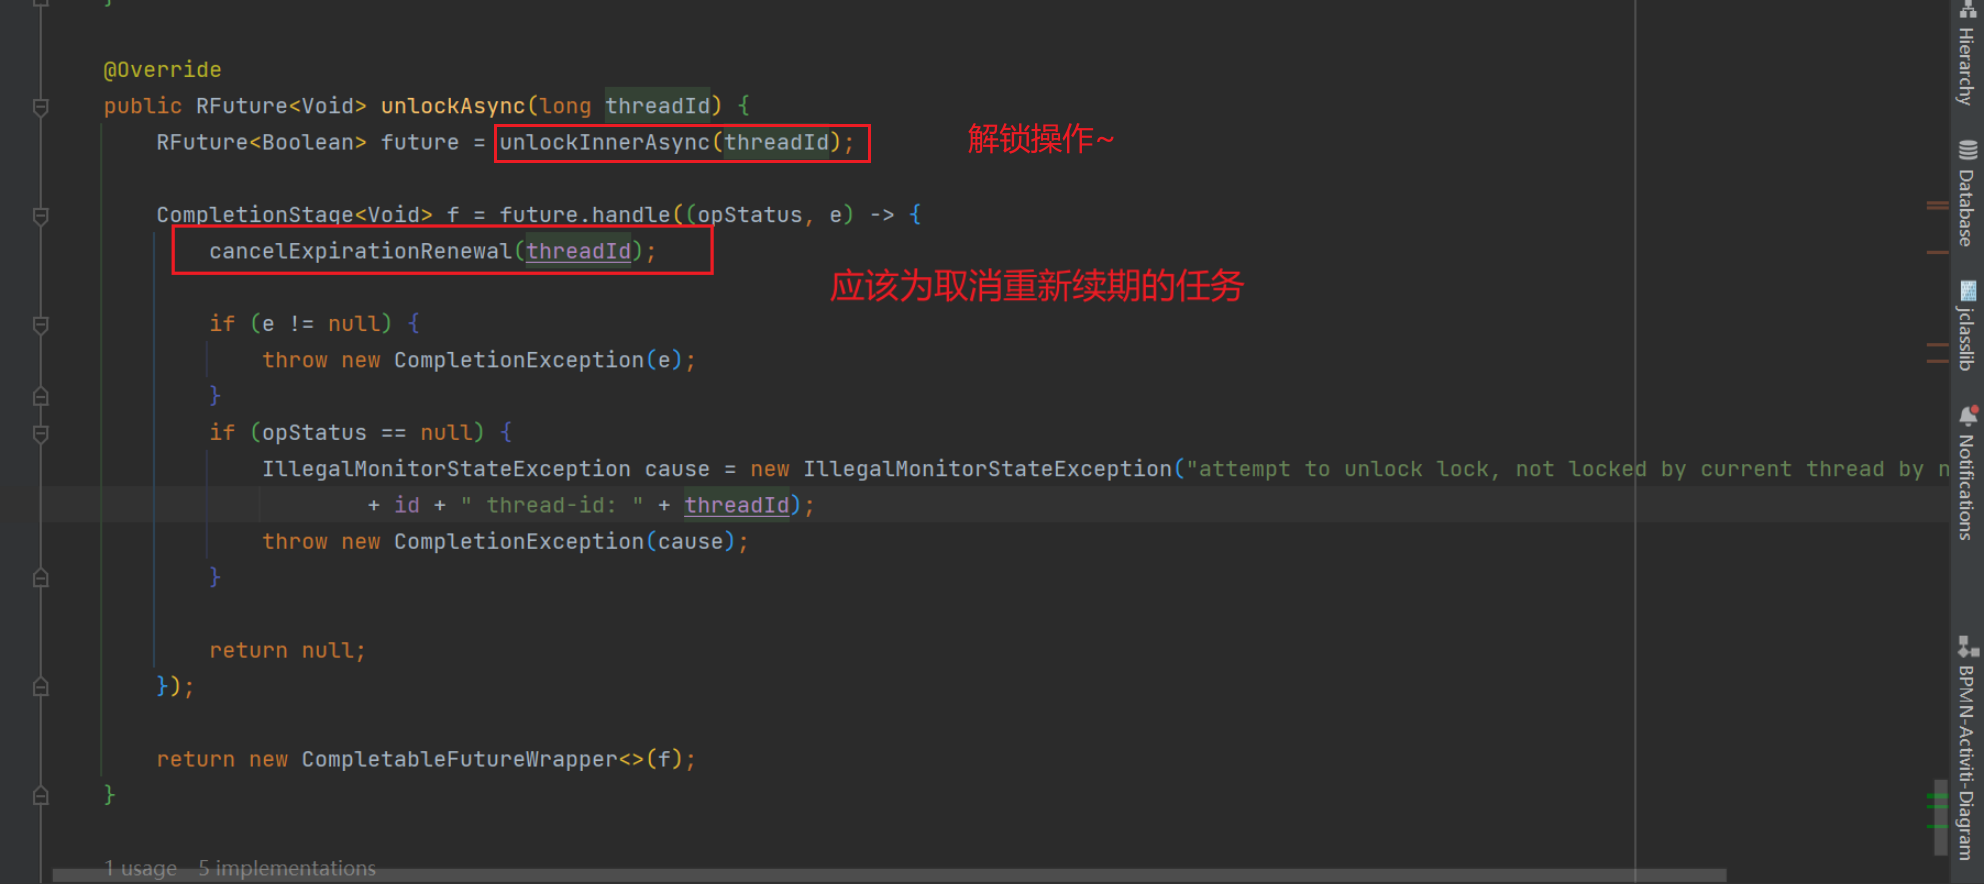 }
@Override
public RFuture<Void> unlockAsync(long threadId) {
RFuture<Boolean> future = unlockInnerAsync(threadId);
解锁操作~
CompletionStage<Void> f = future.handle((opStatus, e) -> {
cancelExpirationRenewal(threadId);
应该为取消重新续期的任务
if (e != null) {
throw new CompletionException(e);
}
if (opStatus == null) {
IllegalMonitorStateException cause = new IllegalMonitorStateException("attempt to unlock lock, not locked by current thread by n
+ id + " thread-id: " + threadId);
throw new CompletionException(cause);
}
return null;
});
return new CompletableFutureWrapper<>(f);
}
1 usage 5 implementations
Hierarchy
Database
jclasslib
Notifications
BPMN-Activiti-Diagram